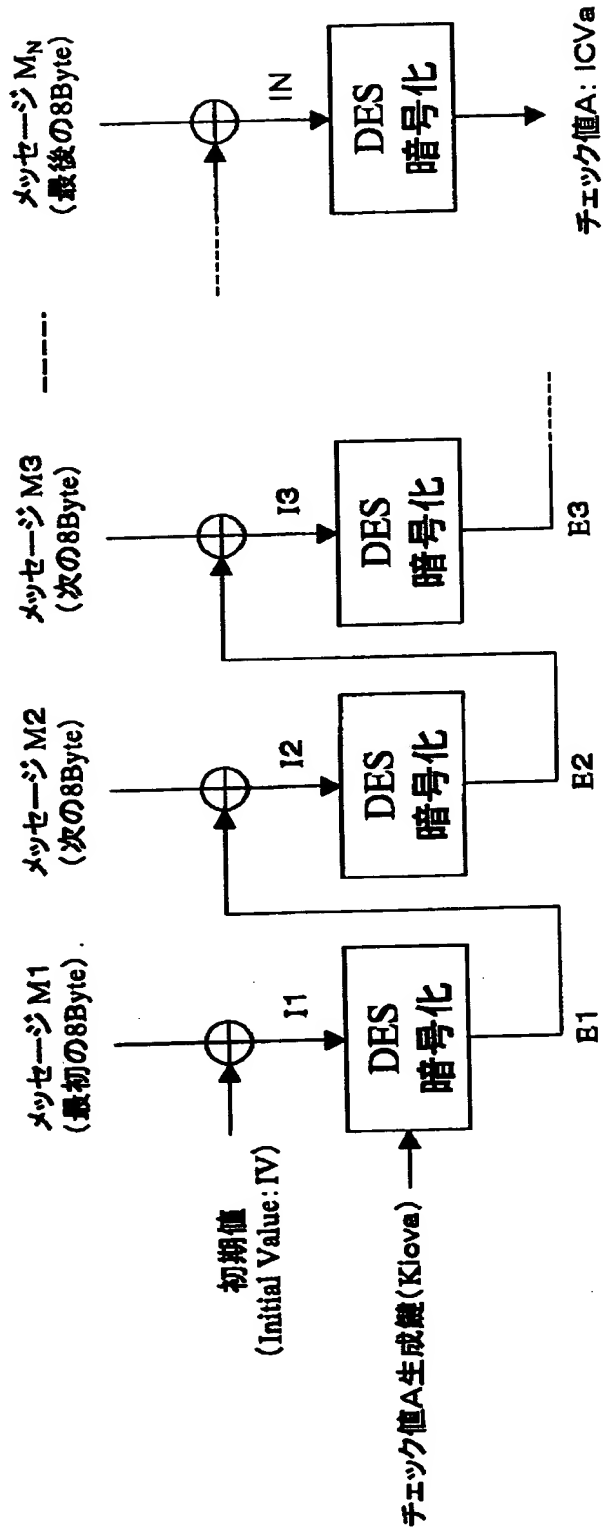 メッセージ M1
(最初の8Byte)
メッセージ M2
(次の8Byte)
メッセージ M3
(次の8Byte)
メッセージ MN
(最後の8Byte)
初期値
(Initial Value:IV)
I1
I2
I3
IN
チェック値A生成鍵(Kicva)
DES
暗号化
DES
暗号化
DES
暗号化
DES
暗号化
E1
E2
E3
チェック値A: ICVa